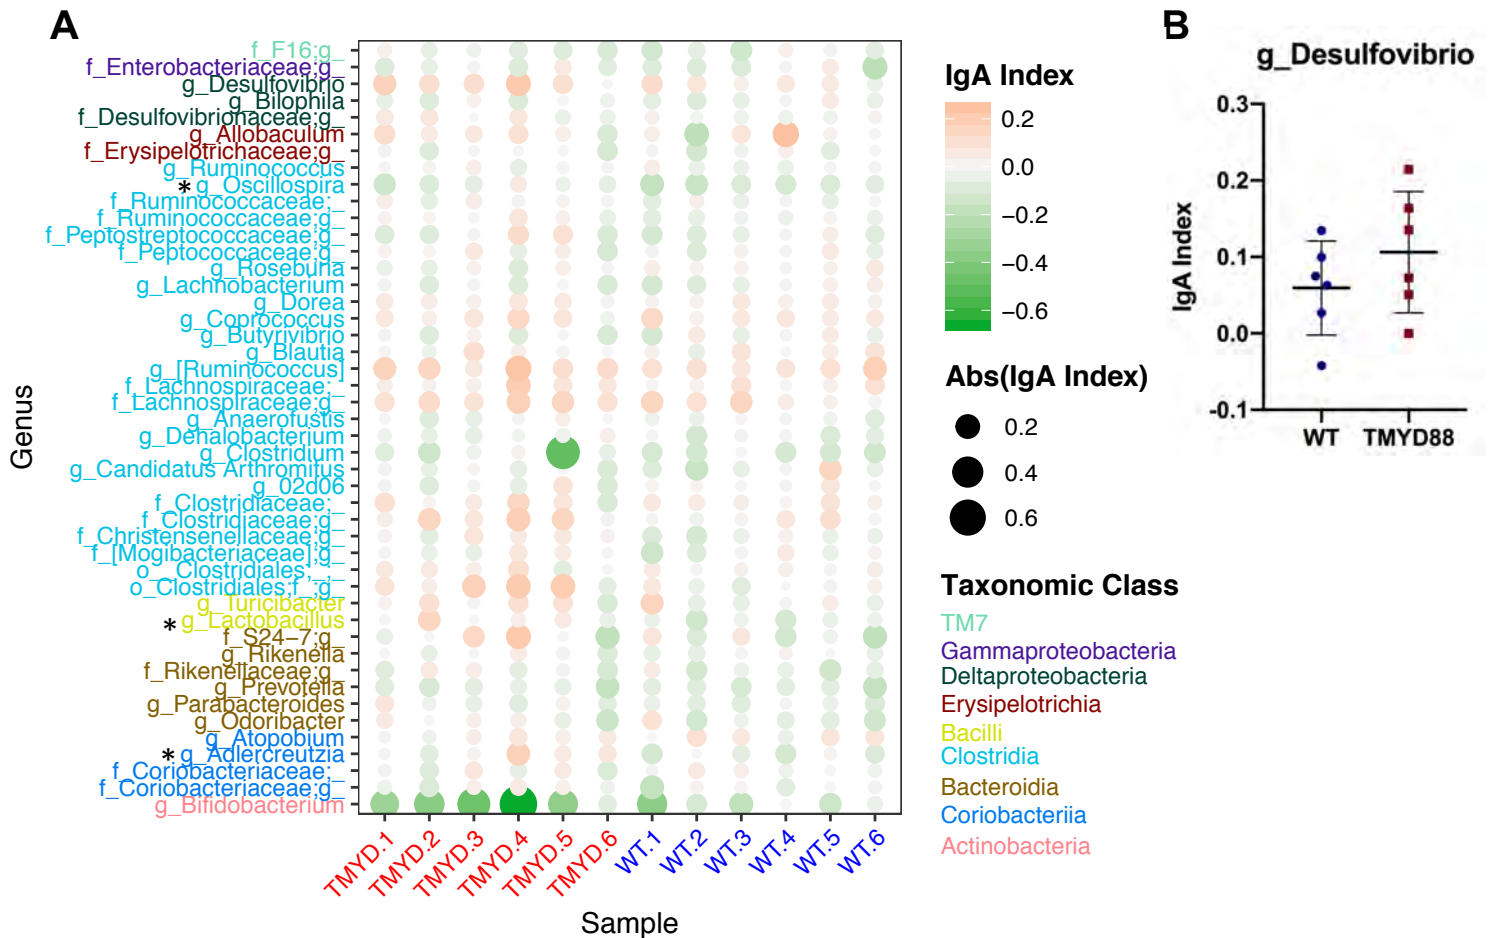 A
f_F16;g_
f_Enterobacteriaceae;g_
g_Desulfovibrio
g_Bilophila
f_Desulfovibrionaceae;g_
g_Allobaculum
f_Erysipelotrichaceae;g_
g_Ruminococcus
* g_Oscillospira
f_Ruminococcaceae;_
f_Ruminococcaceae;g_
f_Peptostreptococcaceae;g_
f_Peptococcaceae;g_
g_Roseburia
g_Lachnobacterium
g_Dorea
g_Coprococcus
g_Butyrivibrio
g_Blautia
g_[Ruminococcus]
f_Lachnospiraceae;_
f_Lachnospiraceae;g_
g_Anaerofustis
g_Dehalobacterium
g_Clostridium
g_Candidatus Arthromitus
g_02d06
f_Clostridiaceae;_
f_Clostridiaceae;g_
f_Christensenellaceae;g_
f_[Mogibacteriaceae];g_
o_Clostridiales;_;_
o_Clostridiales;f_;g_
g_Turicibacter
* g_Lactobacillus
f_S24−7;g_
g_Rikenella
f_Rikenellaceae;g_
g_Prevotella
g_Parabacteroides
g_Odoribacter
g_Atopobium
* g_Adlercreutzia
f_Coriobacteriaceae;_
f_Coriobacteriaceae;g_
g_Bifidobacterium
Genus
TMYD.1
TMYD.2
TMYD.3
TMYD.4
TMYD.5
TMYD.6
WT.1
WT.2
WT.3
WT.4
WT.5
WT.6
Sample
IgA Index
0.2
0.0
−0.2
−0.4
−0.6
Abs(IgA Index)
0.2
0.4
0.6
Taxonomic Class
TM7
Gammaproteobacteria
Deltaproteobacteria
Erysipelotrichia
Bacilli
Clostridia
Bacteroidia
Coriobacteriia
Actinobacteria
B
g_Desulfovibrio
IgA Index
0.3
0.2
0.1
0.0
-0.1
WT
TMYD88